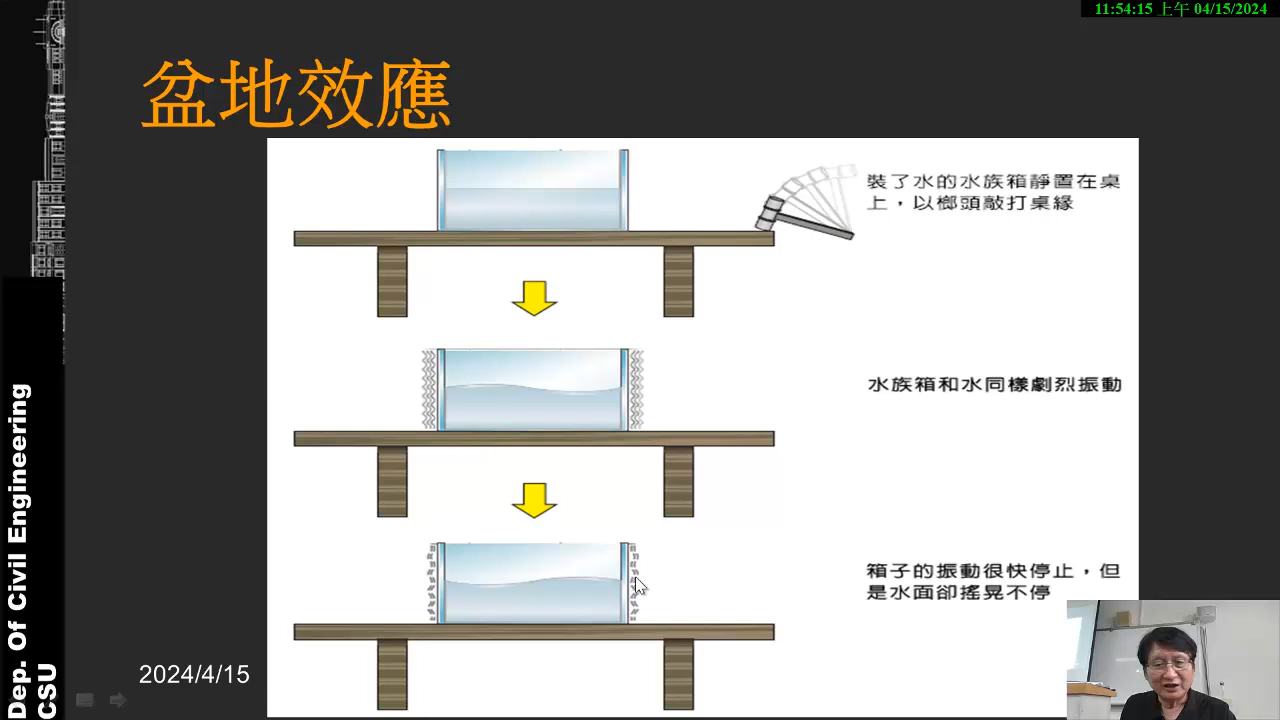 11:54:15 上午 04/15/2024
盆地效應
裝了水的水族箱靜置在桌
上，以榔頭敲打桌緣
水族箱和水同樣劇烈振動
箱子的振動很快停止，但
是水面卻搖晃不停
2024/4/15
Dep. Of Civil Engineering
CSU